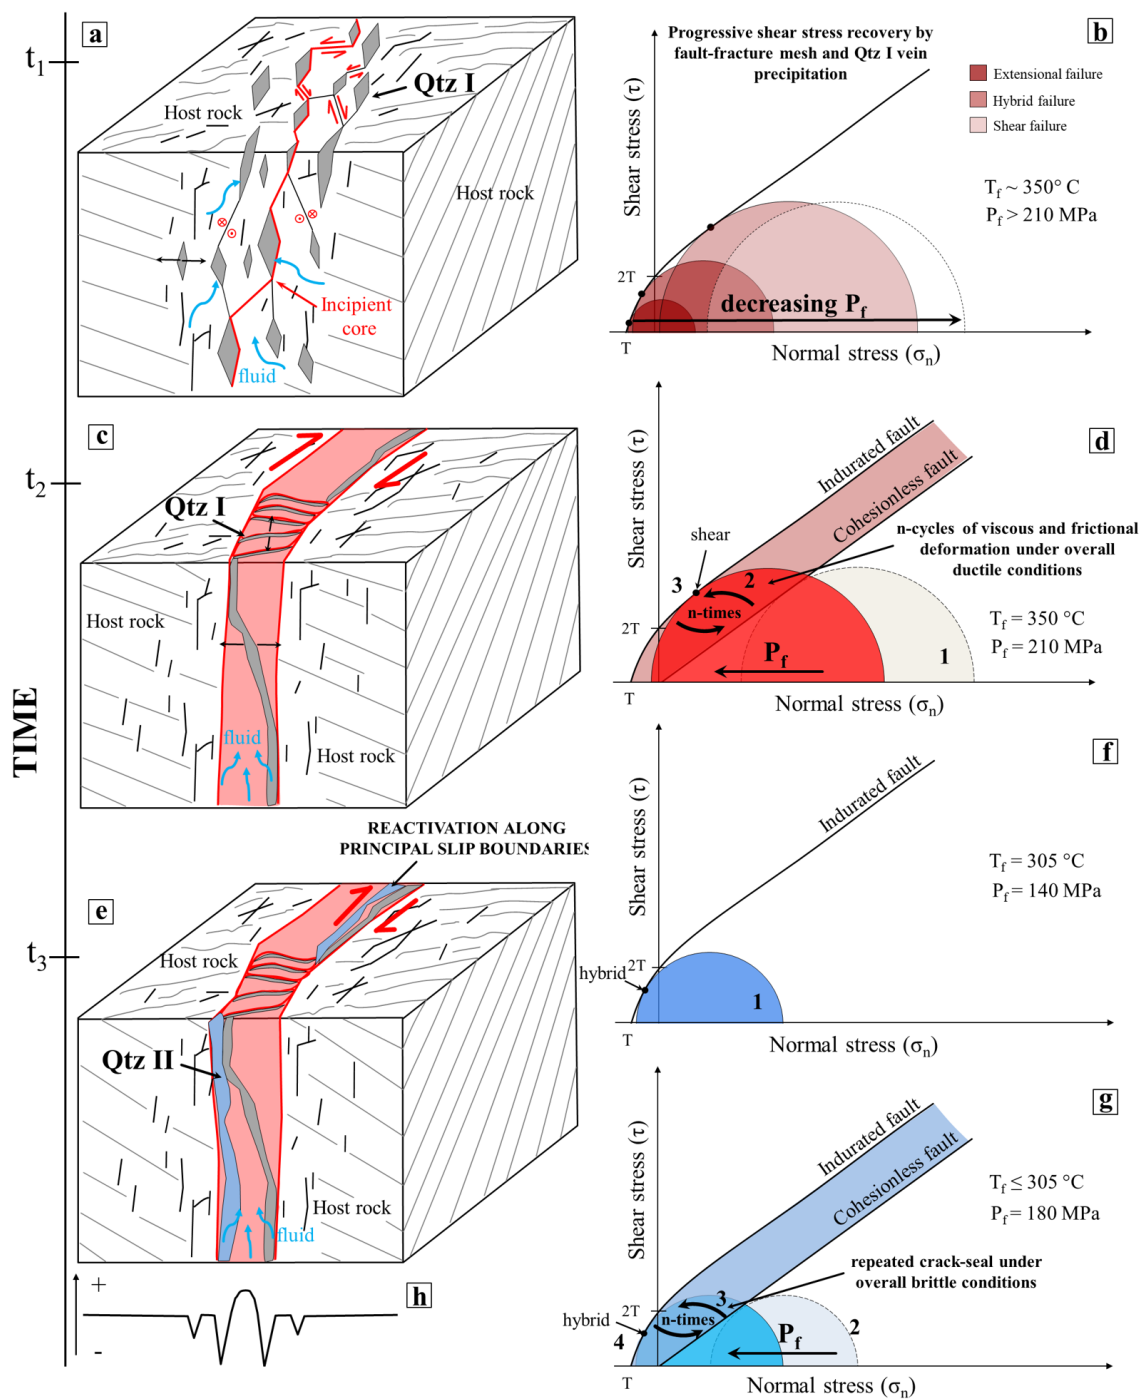 TIME
t1
a
Qtz I
Host rock
Host rock
Incipient
core
fluid
b
Progressive shear stress recovery by
fault-fracture mesh and Qtz I vein
precipitation
Extensional failure
Hybrid failure
Shear failure
Tf ~ 350° C
Pf > 210 MPa
Shear stress (τ)
2T
decreasing Pf
T
Normal stress (σn)
t2
c
Qtz I
Host rock
fluid
Host rock
d
Indurated fault
Cohesionless fault
Shear stress (τ)
shear
n-cycles of viscous and frictional
deformation under overall
ductile conditions
3
2
n-times
2T
Tf = 350 °C
Pf = 210 MPa
Pf
1
T
Normal stress (σn)
t3
REACTIVATION ALONG
PRINCIPAL SLIP BOUNDARIES
e
Host rock
Qtz II
Host rock
fluid
f
Indurated fault
Shear stress (τ)
Tf = 305 °C
Pf = 140 MPa
2T
hybrid
1
T
Normal stress (σn)
g
Indurated fault
Cohesionless fault
Shear stress (τ)
Tf ≤ 305 °C
Pf = 180 MPa
repeated crack-seal under
overall brittle conditions
2T
hybrid
3
n-times
4
Pf
2
T
Normal stress (σn)
h
+
-